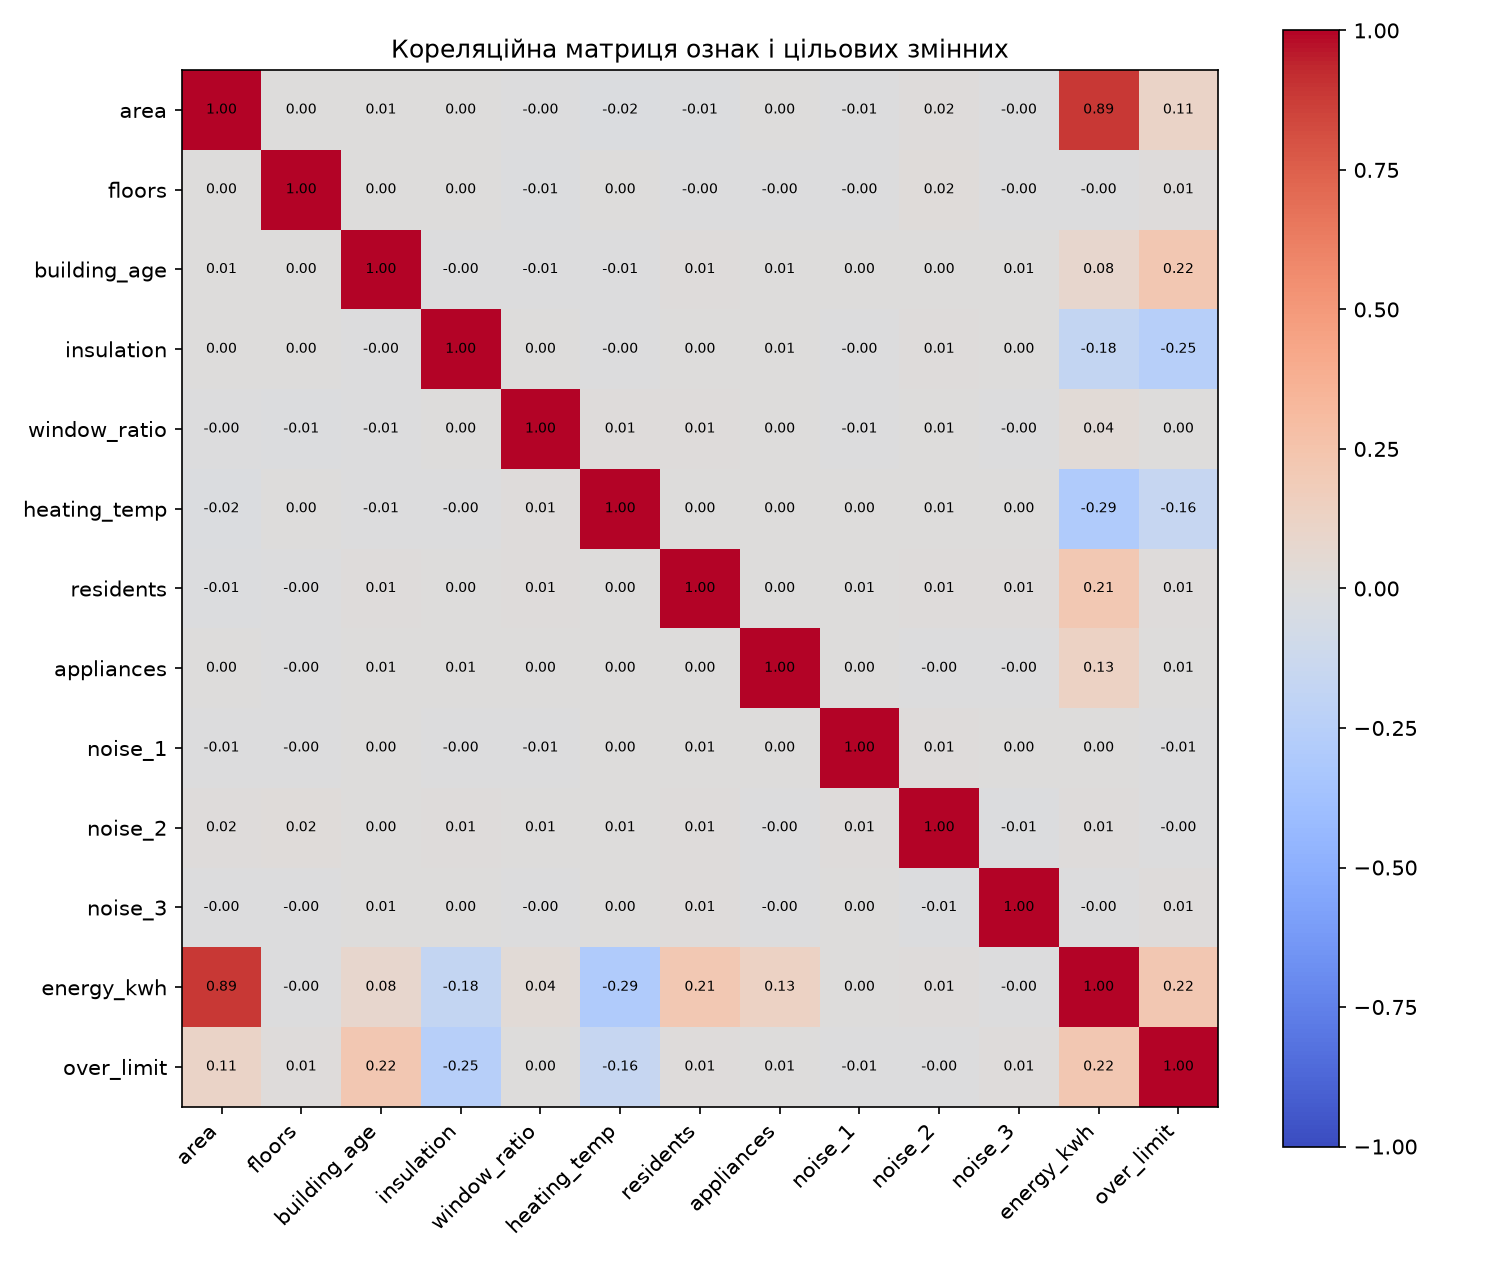 Кореляційна матриця ознак і цільових змінних
area 1.00 0.00 0.01 0.00 -0.00 -0.02 -0.01 0.00 -0.01 0.02 -0.00 0.89 0.11
floors 0.00 1.00 0.00 0.00 -0.01 0.00 -0.00 -0.00 -0.00 0.02 -0.00 -0.00 0.01
building_age 0.01 0.00 1.00 -0.00 -0.01 -0.01 0.01 0.01 0.00 0.00 0.01 0.08 0.22
insulation 0.00 0.00 -0.00 1.00 0.00 -0.00 0.00 0.01 -0.00 0.01 0.00 -0.18 -0.25
window_ratio -0.00 -0.01 -0.01 0.00 1.00 0.01 0.01 0.00 -0.01 0.01 -0.00 0.04 0.00
heating_temp -0.02 0.00 -0.01 -0.00 0.01 1.00 0.00 0.00 0.00 0.01 0.00 -0.29 -0.16
residents -0.01 -0.00 0.01 0.00 0.01 0.00 1.00 0.00 0.01 0.01 0.01 0.21 0.01
appliances 0.00 -0.00 0.01 0.01 0.00 0.00 0.00 1.00 0.00 -0.00 -0.00 0.13 0.01
noise_1 -0.01 -0.00 0.00 -0.00 -0.01 0.00 0.01 0.00 1.00 0.01 0.00 0.00 -0.01
noise_2 0.02 0.02 0.00 0.01 0.01 0.01 0.01 -0.00 0.01 1.00 -0.01 0.01 -0.00
noise_3 -0.00 -0.00 0.01 0.00 -0.00 0.00 0.01 -0.00 0.00 -0.01 1.00 -0.00 0.01
energy_kwh 0.89 -0.00 0.08 -0.18 0.04 -0.29 0.21 0.13 0.00 0.01 -0.00 1.00 0.22
over_limit 0.11 0.01 0.22 -0.25 0.00 -0.16 0.01 0.01 -0.01 -0.00 0.01 0.22 1.00
area floors building_age insulation window_ratio heating_temp residents appliances noise_1 noise_2 noise_3 energy_kwh over_limit
1.00
0.75
0.50
0.25
0.00
−0.25
−0.50
−0.75
−1.00